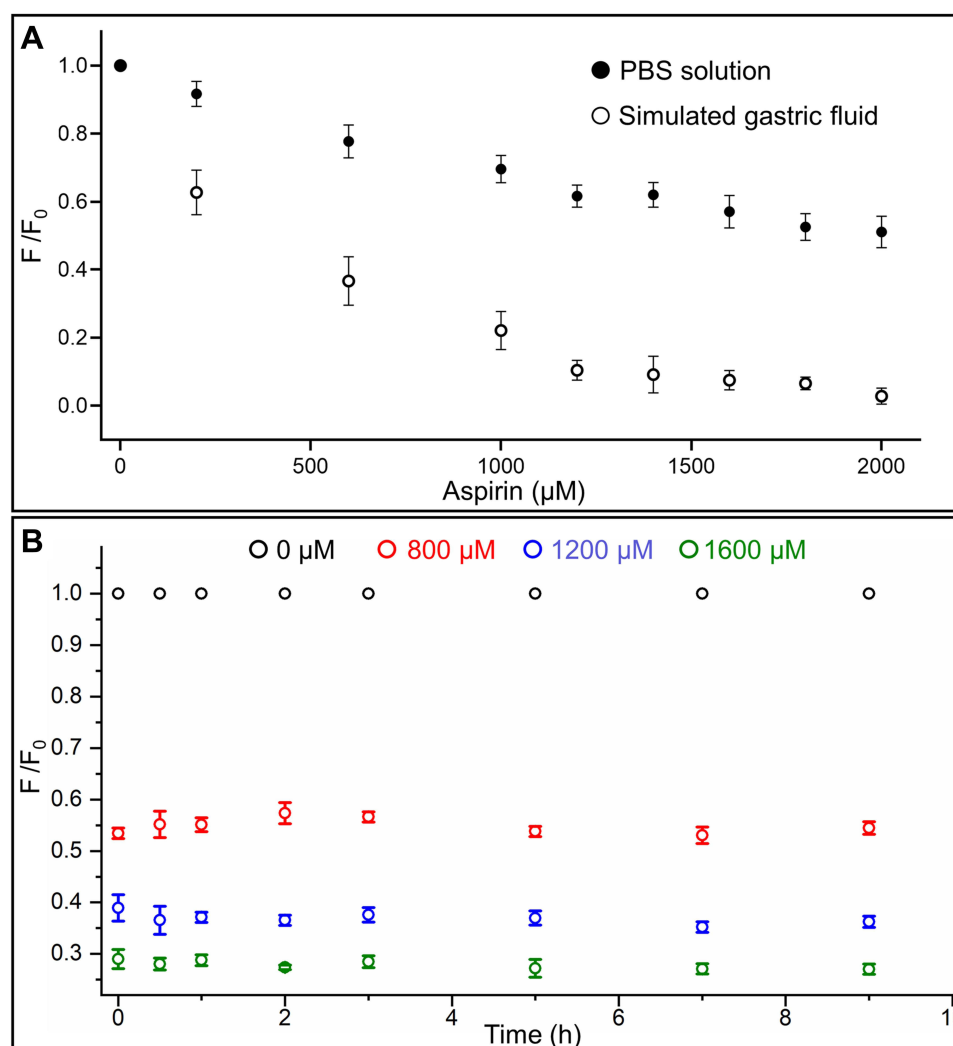 A
PBS solution
Simulated gastric fluid
1.0
0.8
0.6
0.4
0.2
0.0
F /F0
0 500 1000 1500 2000
Aspirin (µM)
B
0 µM 800 µM 1200 µM 1600 µM
1.0
0.9
0.8
0.7
0.6
0.5
0.4
0.3
F /F0
0 2 4 6 8 1
Time (h)